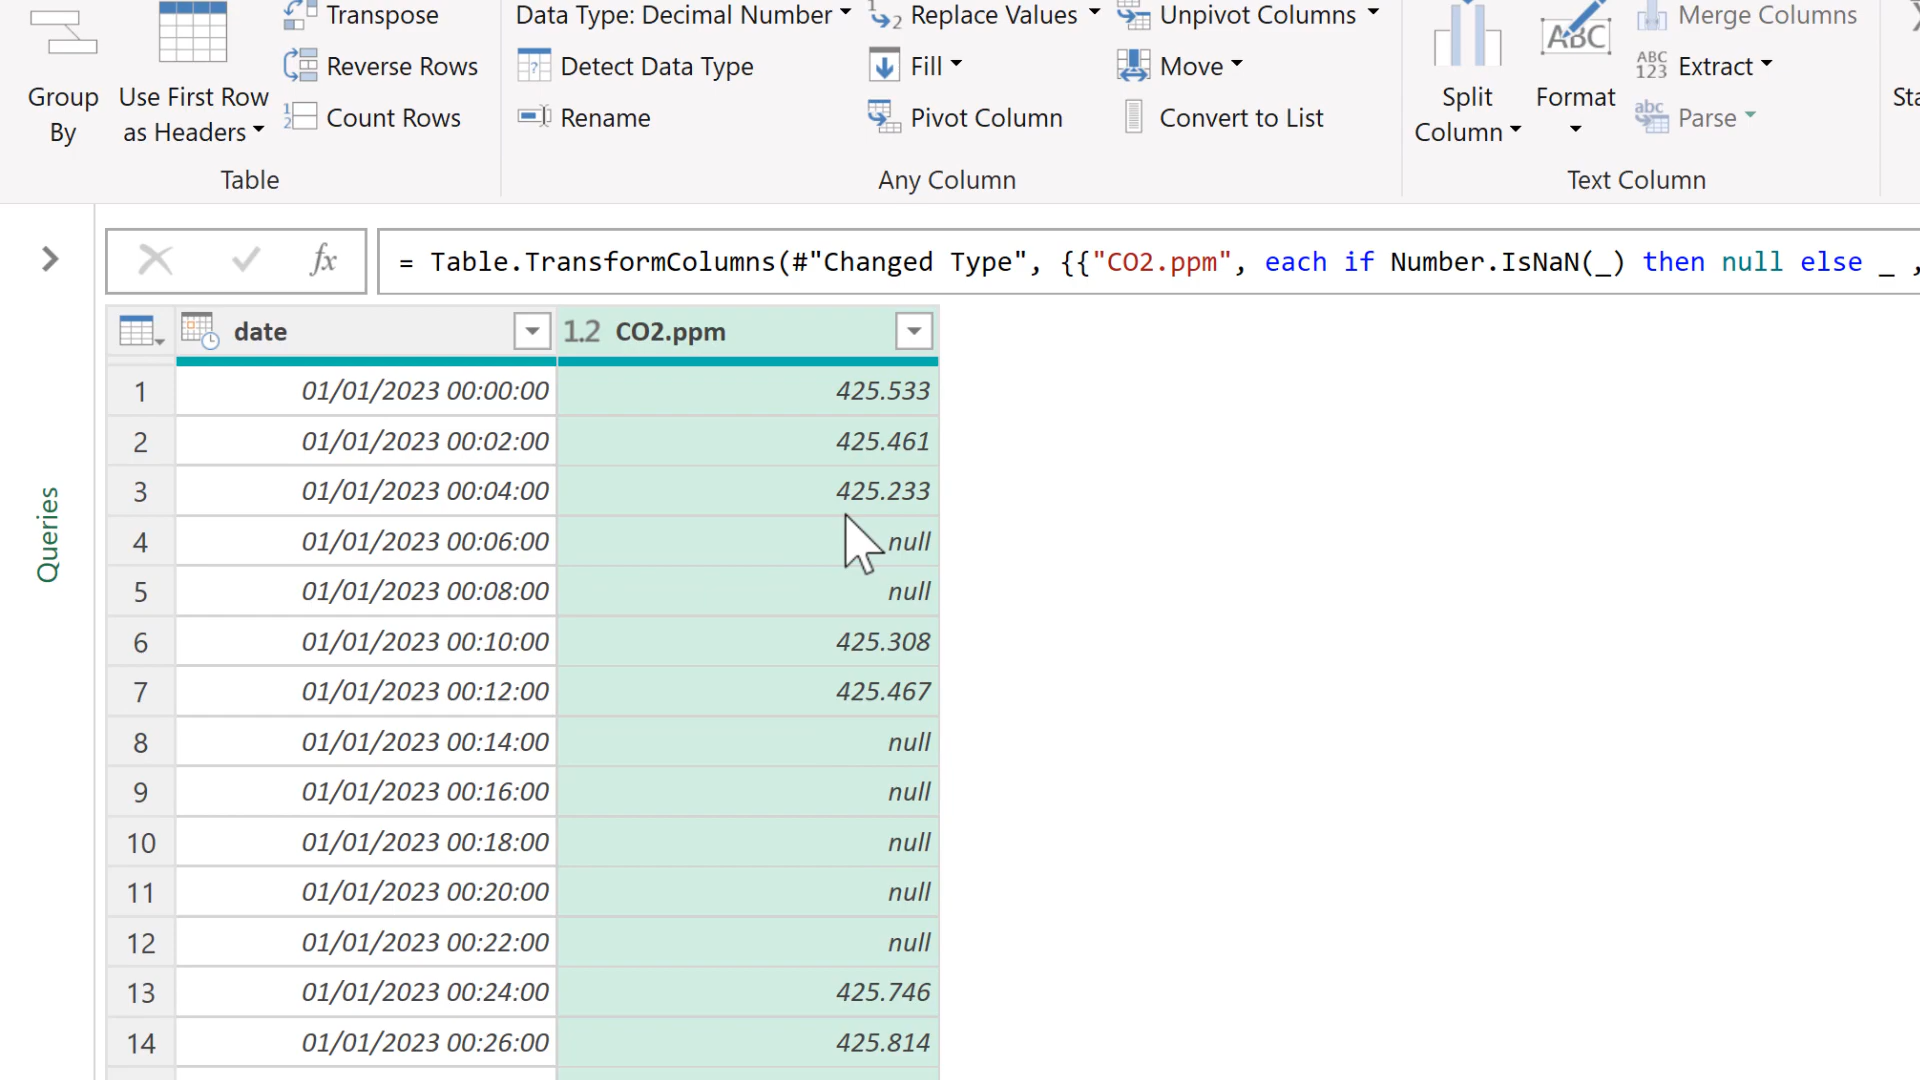 Transpose
Data Type: Decimal Number
Replace Values
Unpivot Columns
Merge Columns
Reverse Rows
Detect Data Type
Fill
Move
Extract
Group By
Use First Row as Headers
Count Rows
Rename
Pivot Column
Convert to List
Split Column
Format
Parse
Table
Any Column
Text Column
fx
= Table.TransformColumns(#"Changed Type", {{"CO2.ppm", each if Number.IsNaN(_) then null else _ ,
date
1.2 CO2.ppm
1 01/01/2023 00:00:00 425.533
2 01/01/2023 00:02:00 425.461
3 01/01/2023 00:04:00 425.233
4 01/01/2023 00:06:00 null
5 01/01/2023 00:08:00 null
6 01/01/2023 00:10:00 425.308
7 01/01/2023 00:12:00 425.467
8 01/01/2023 00:14:00 null
9 01/01/2023 00:16:00 null
10 01/01/2023 00:18:00 null
11 01/01/2023 00:20:00 null
12 01/01/2023 00:22:00 null
13 01/01/2023 00:24:00 425.746
14 01/01/2023 00:26:00 425.814
Queries